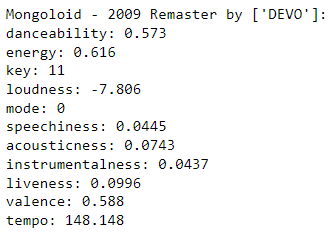 Mongoloid - 2009 Remaster by ['DEVO']:
danceability: 0.573
energy: 0.616
key: 11
loudness: -7.806
mode: 0
speechiness: 0.0445
acousticness: 0.0743
instrumentalness: 0.0437
liveness: 0.0996
valence: 0.588
tempo: 148.148